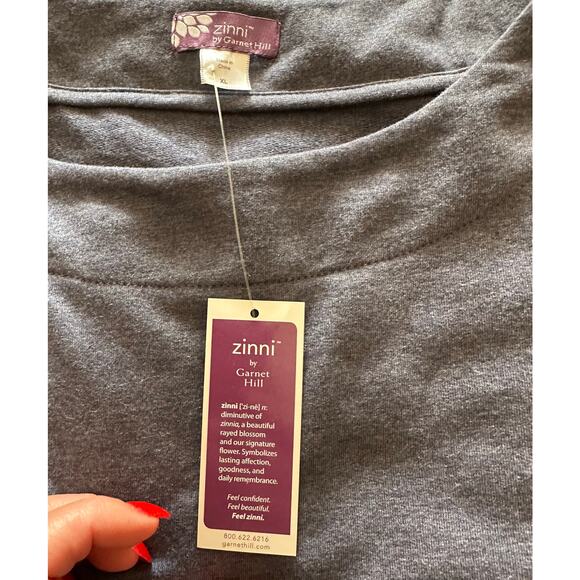 zinni™
by Garnet Hill
Made in
China
XL
zinni™
by
Garnet
Hill
zinni ['zi-nē] n:
diminutive of
zinnia, a beautiful
rayed blossom
and our signature
flower. Symbolizes
lasting affection,
goodness, and
daily remembrance.
Feel confident.
Feel beautiful.
Feel zinni.
800.622.6216
garnethill.com